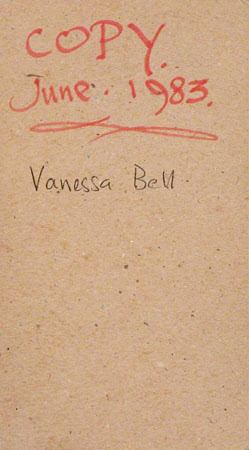 COPY.
June. 1983.
Vanessa Bell